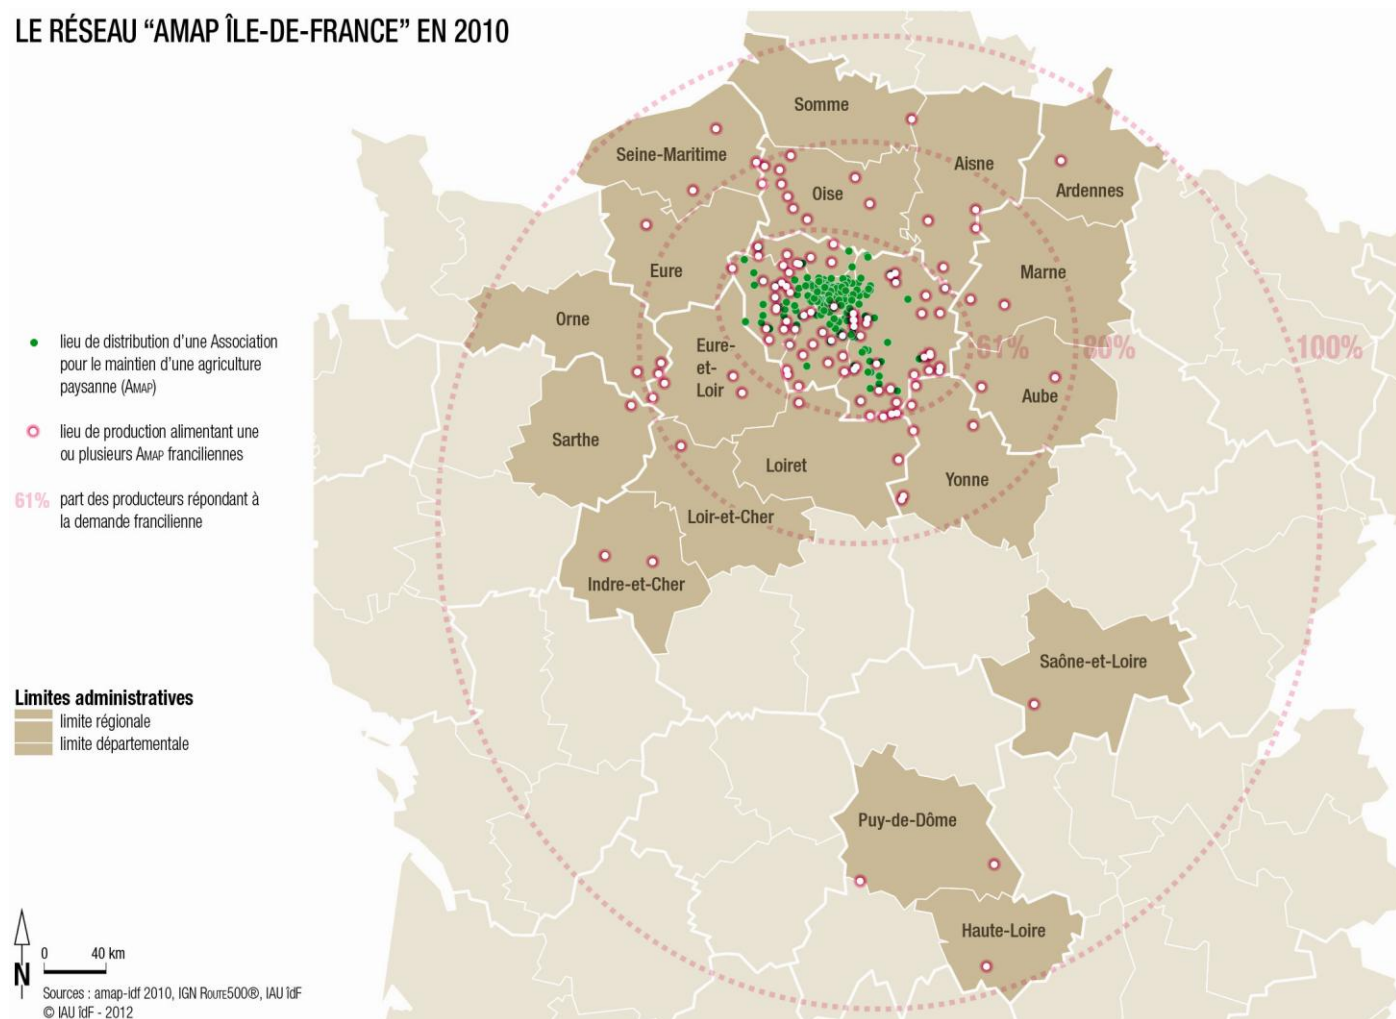 LE RÉSEAU “AMAP ÎLE-DE-FRANCE” EN 2010
Somme
Seine-Maritime
Aisne
Oise
Ardennes
Eure
Marne
Orne
Eure-
et-
Loir
61%
80%
100%
Aube
Sarthe
Loiret
Yonne
Loir-et-Cher
Indre-et-Cher
Saône-et-Loire
Puy-de-Dôme
Haute-Loire
lieu de distribution d’une Association
pour le maintien d’une agriculture
paysanne (AMAP)
lieu de production alimentant une
ou plusieurs AMAP franciliennes
61% part des producteurs répondant à
la demande francilienne
Limites administratives
limite régionale
limite départementale
0 40 km
N
Sources : amap-idf 2010, IGN ROUTE500®, IAU îdF
© IAU îdF - 2012